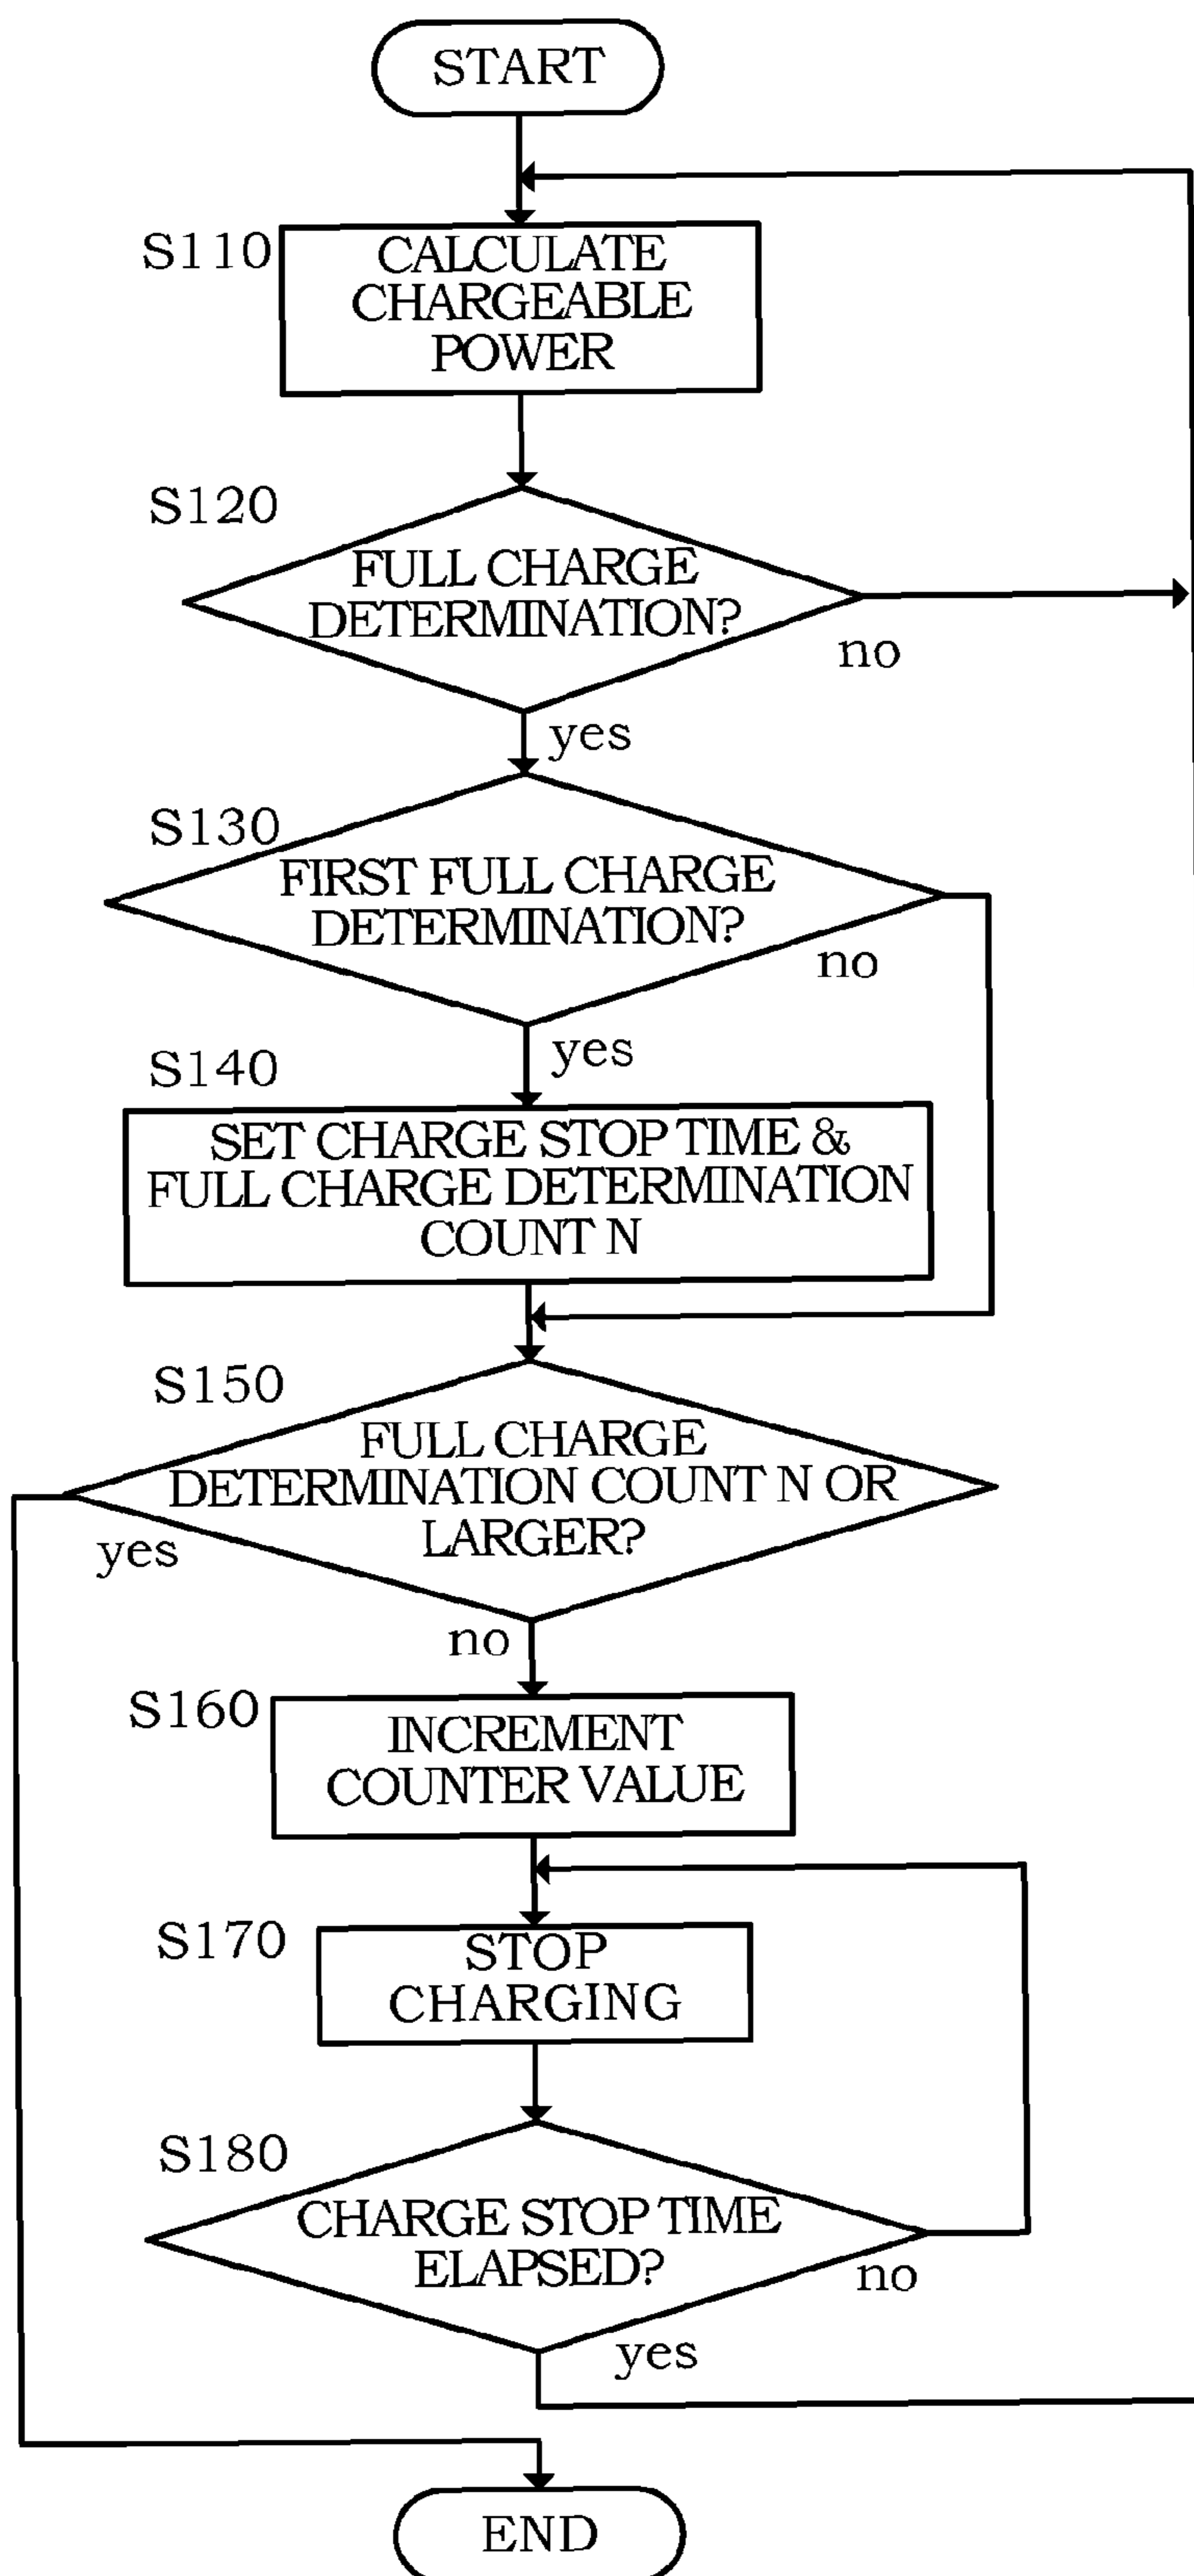 START
S110
CALCULATE
CHARGEABLE
POWER
S120
FULL CHARGE
DETERMINATION?
no
yes
S130
FIRST FULL CHARGE
DETERMINATION?
no
yes
S140
SET CHARGE STOP TIME &
FULL CHARGE DETERMINATION
COUNT N
S150
FULL CHARGE
DETERMINATION COUNT N OR
LARGER?
yes
no
S160
INCREMENT
COUNTER VALUE
S170
STOP
CHARGING
S180
CHARGE STOP TIME
ELAPSED?
no
yes
END